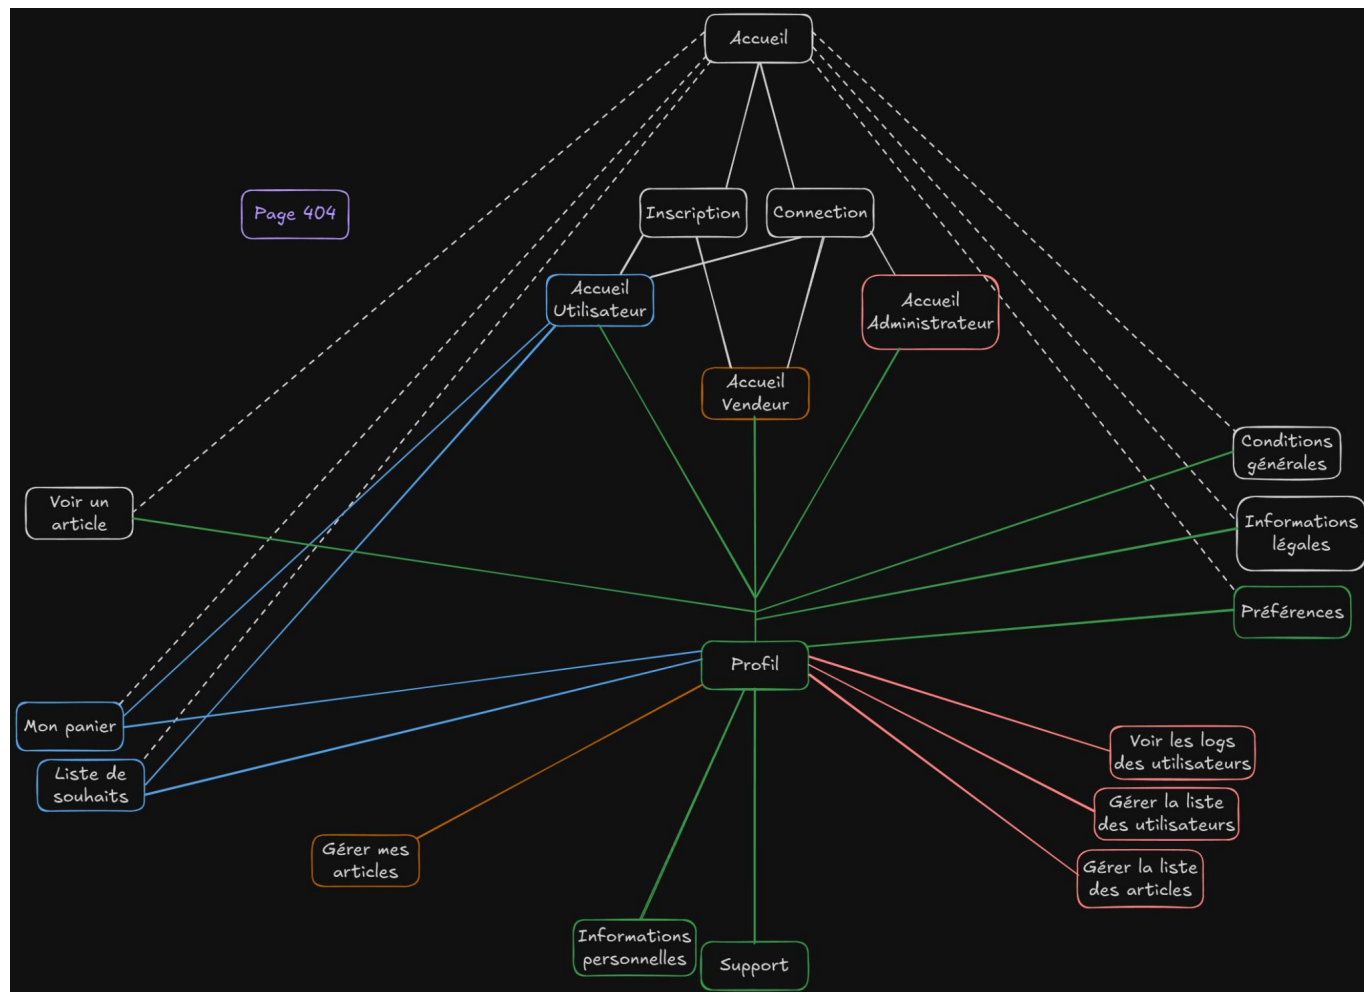 Accueil
Page 404
Inscription
Connection
Accueil
Utilisateur
Accueil
Administrateur
Accueil
Vendeur
Conditions
générales
Voir un
article
Informations
légales
Préférences
Profil
Mon panier
Voir les logs
des utilisateurs
Liste de
souhaits
Gérer la liste
des utilisateurs
Gérer mes
articles
Gérer la liste
des articles
Informations
personnelles
Support